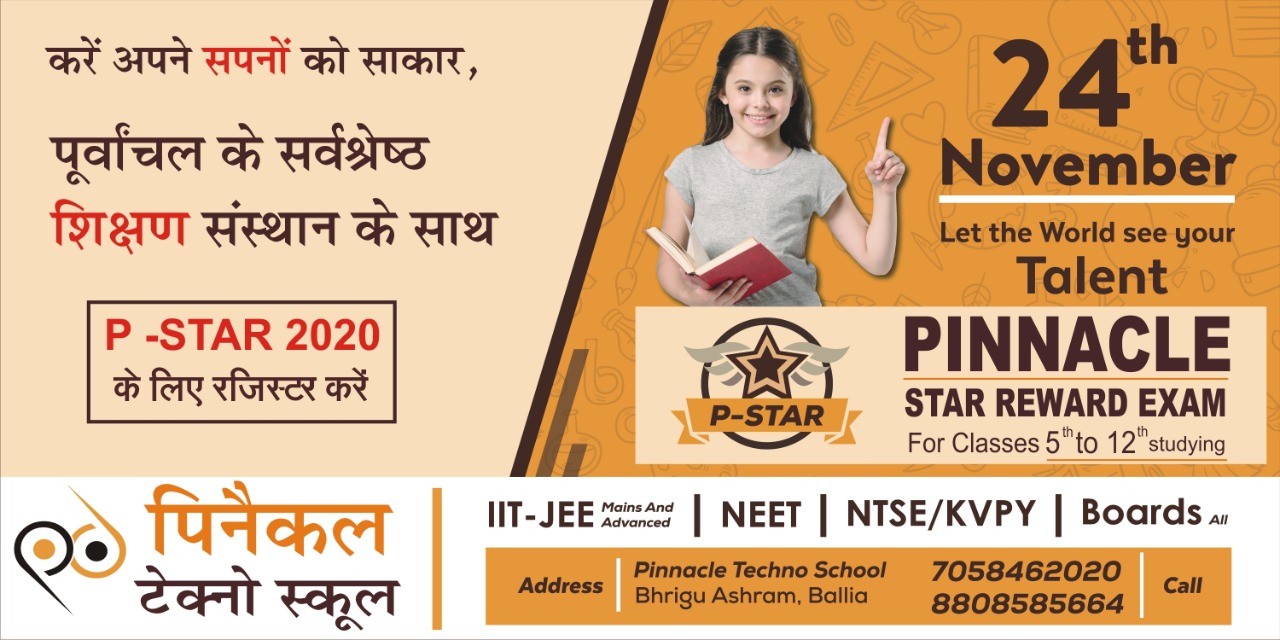 करें अपने सपनों को साकार,
पूर्वांचल के सर्वश्रेष्ठ
शिक्षण संस्थान के साथ
P -STAR 2020
के लिए रजिस्टर करें
24th
November
Let the World see your
Talent
P-STAR
PINNACLE
STAR REWARD EXAM
For Classes 5th to 12th studying
पिनैकल
टेक्नो स्कूल
IIT-JEE Mains And Advanced | NEET | NTSE/KVPY | Boards All
Address
Pinnacle Techno School
Bhrigu Ashram, Ballia
7058462020
8808585664
Call